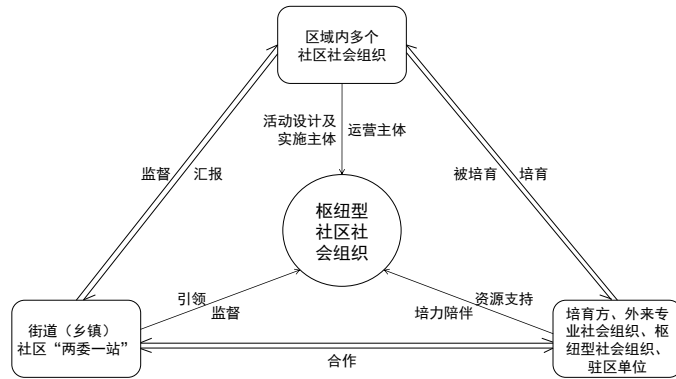 区域内多个
社区社会组织
活动设计及
实施主体
运营主体
监督
汇报
被培育
培育
枢纽型
社区社
会组织
引领
监督
资源支持
培力陪伴
街道（乡镇）
社区“两委一站”
合作
培育方、外来专
业社会组织、枢
纽型社会组织、
驻区单位